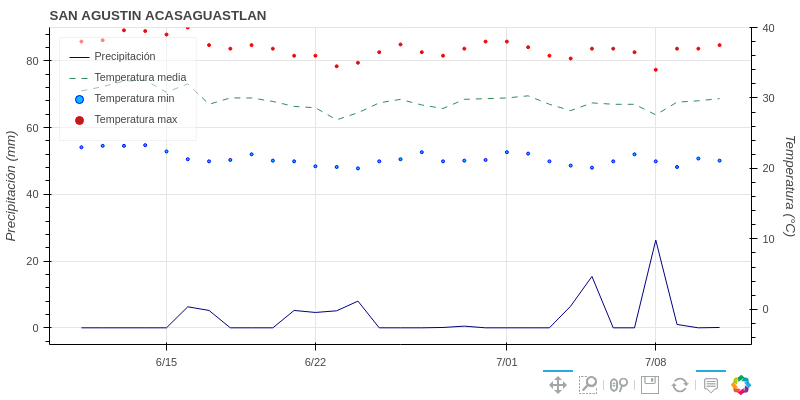 SAN AGUSTIN ACASAGUASTLAN
Precipitación
Temperatura media
Temperatura min
Temperatura max
Precipitación (mm)
80
60
40
20
0
Temperatura (°C)
40
30
20
10
0
6/15
6/22
7/01
7/08